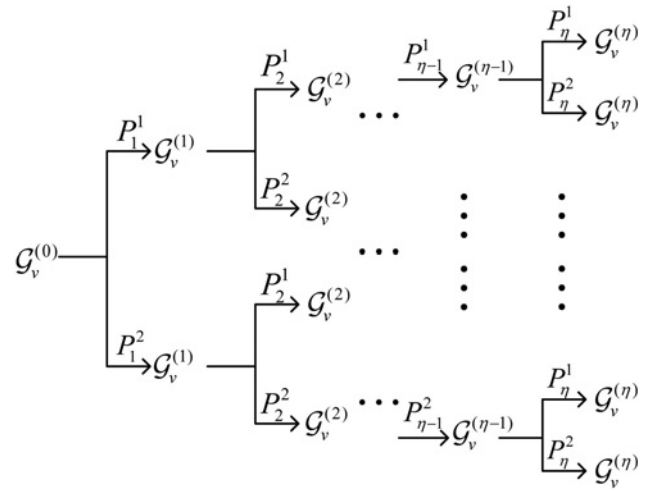 P_1^1 𝒢_v^{(1)}
P_2^1 𝒢_v^{(2)} ···
P_{η−1}^1 𝒢_v^{(η−1)}
P_η^1 𝒢_v^{(η)}
P_η^2 𝒢_v^{(η)}
P_2^2 𝒢_v^{(2)} ···
𝒢_v^{(0)}
P_1^2 𝒢_v^{(1)}
P_2^1 𝒢_v^{(2)}
P_2^2 𝒢_v^{(2)} ···
P_{η−1}^2 𝒢_v^{(η−1)}
P_η^1 𝒢_v^{(η)}
P_η^2 𝒢_v^{(η)}